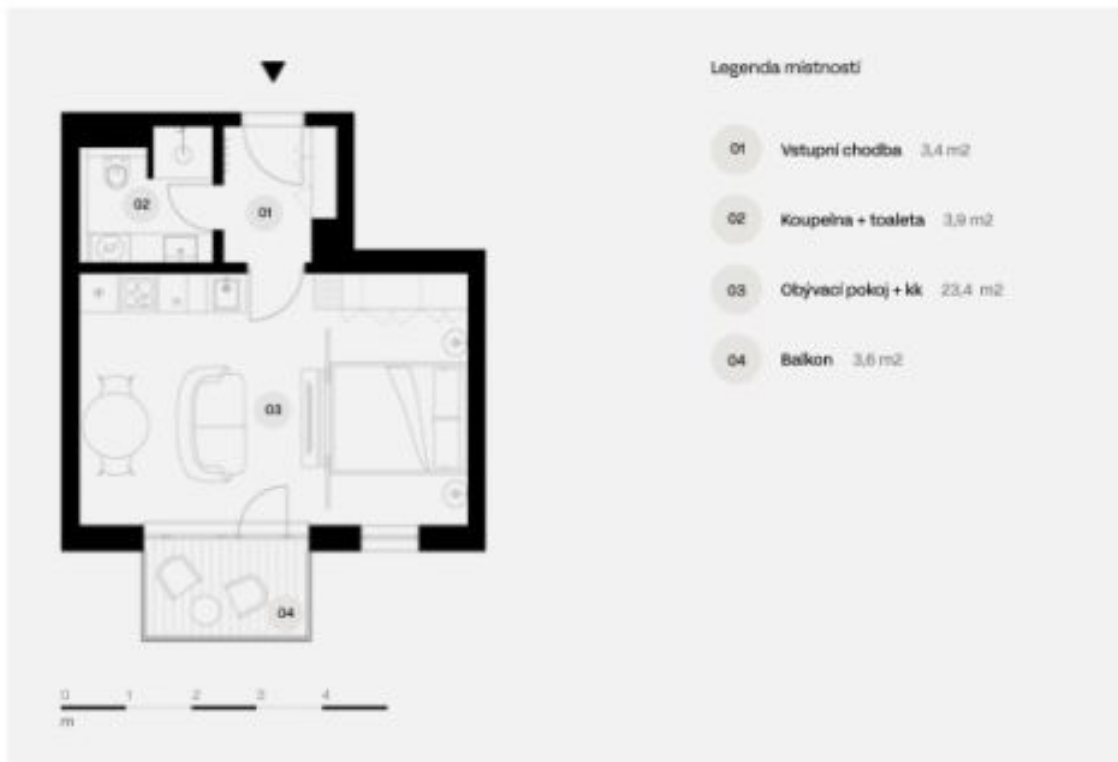 Legenda místností
01 Vstupní chodba 3,4 m2
02 Koupelna + toaleta 3,9 m2
03 Obývací pokoj + kk 23,4 m2
04 Balkon 3,6 m2
02
01
03
04
0 1 2 3 4
m